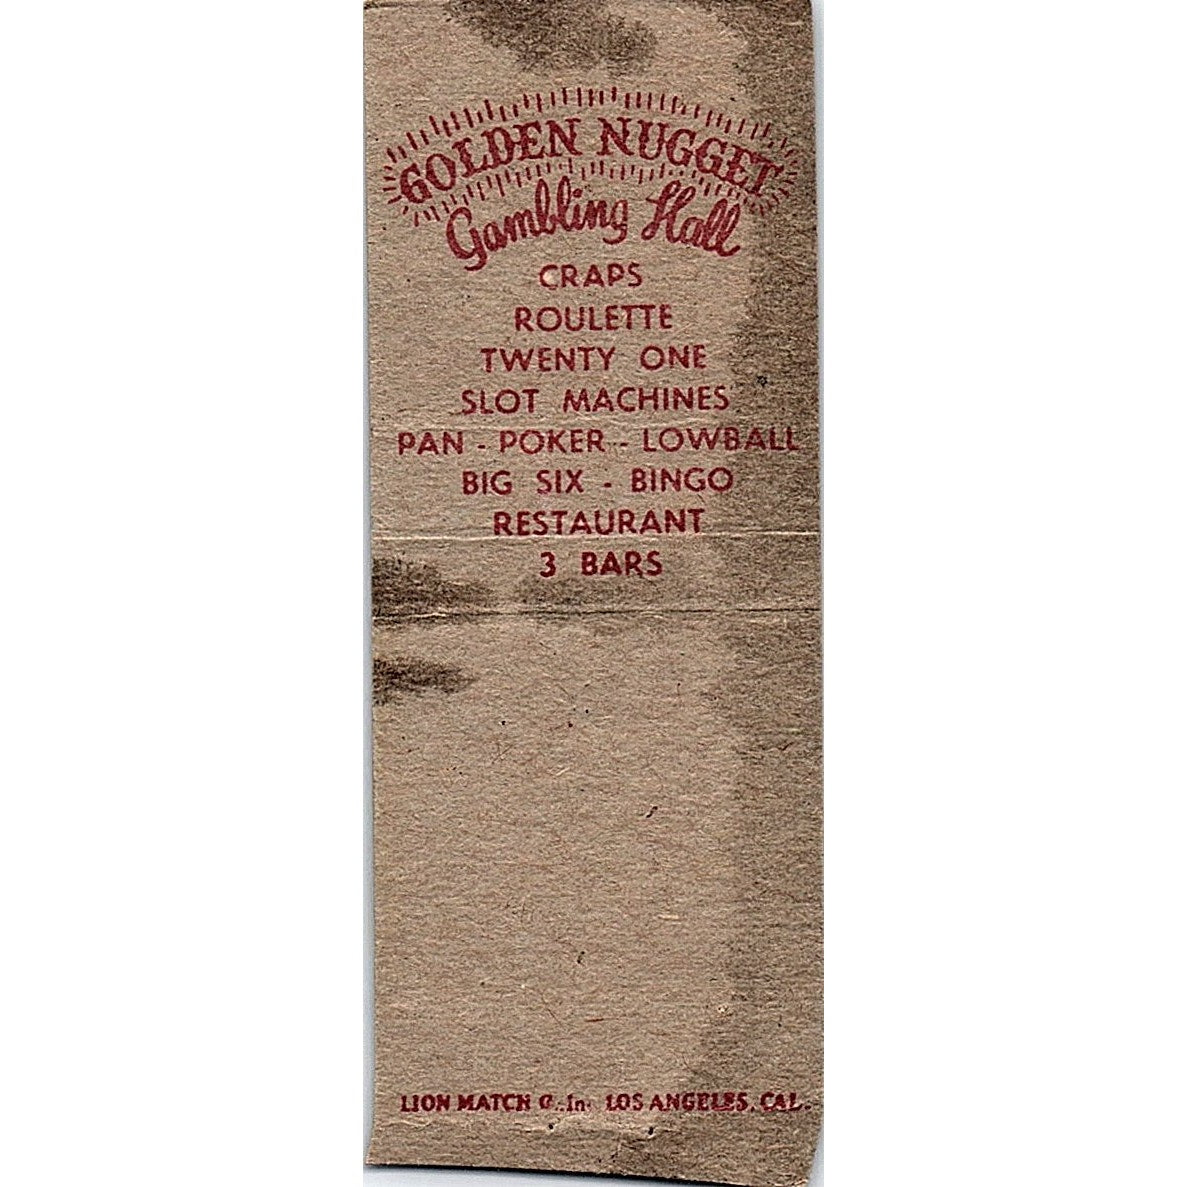 GOLDEN NUGGET
Gambling Hall
CRAPS
ROULETTE
TWENTY ONE
SLOT MACHINES
PAN - POKER - LOWBALL
BIG SIX - BINGO
RESTAURANT
3 BARS
LION MATCH In. LOS ANGELES, CAL.